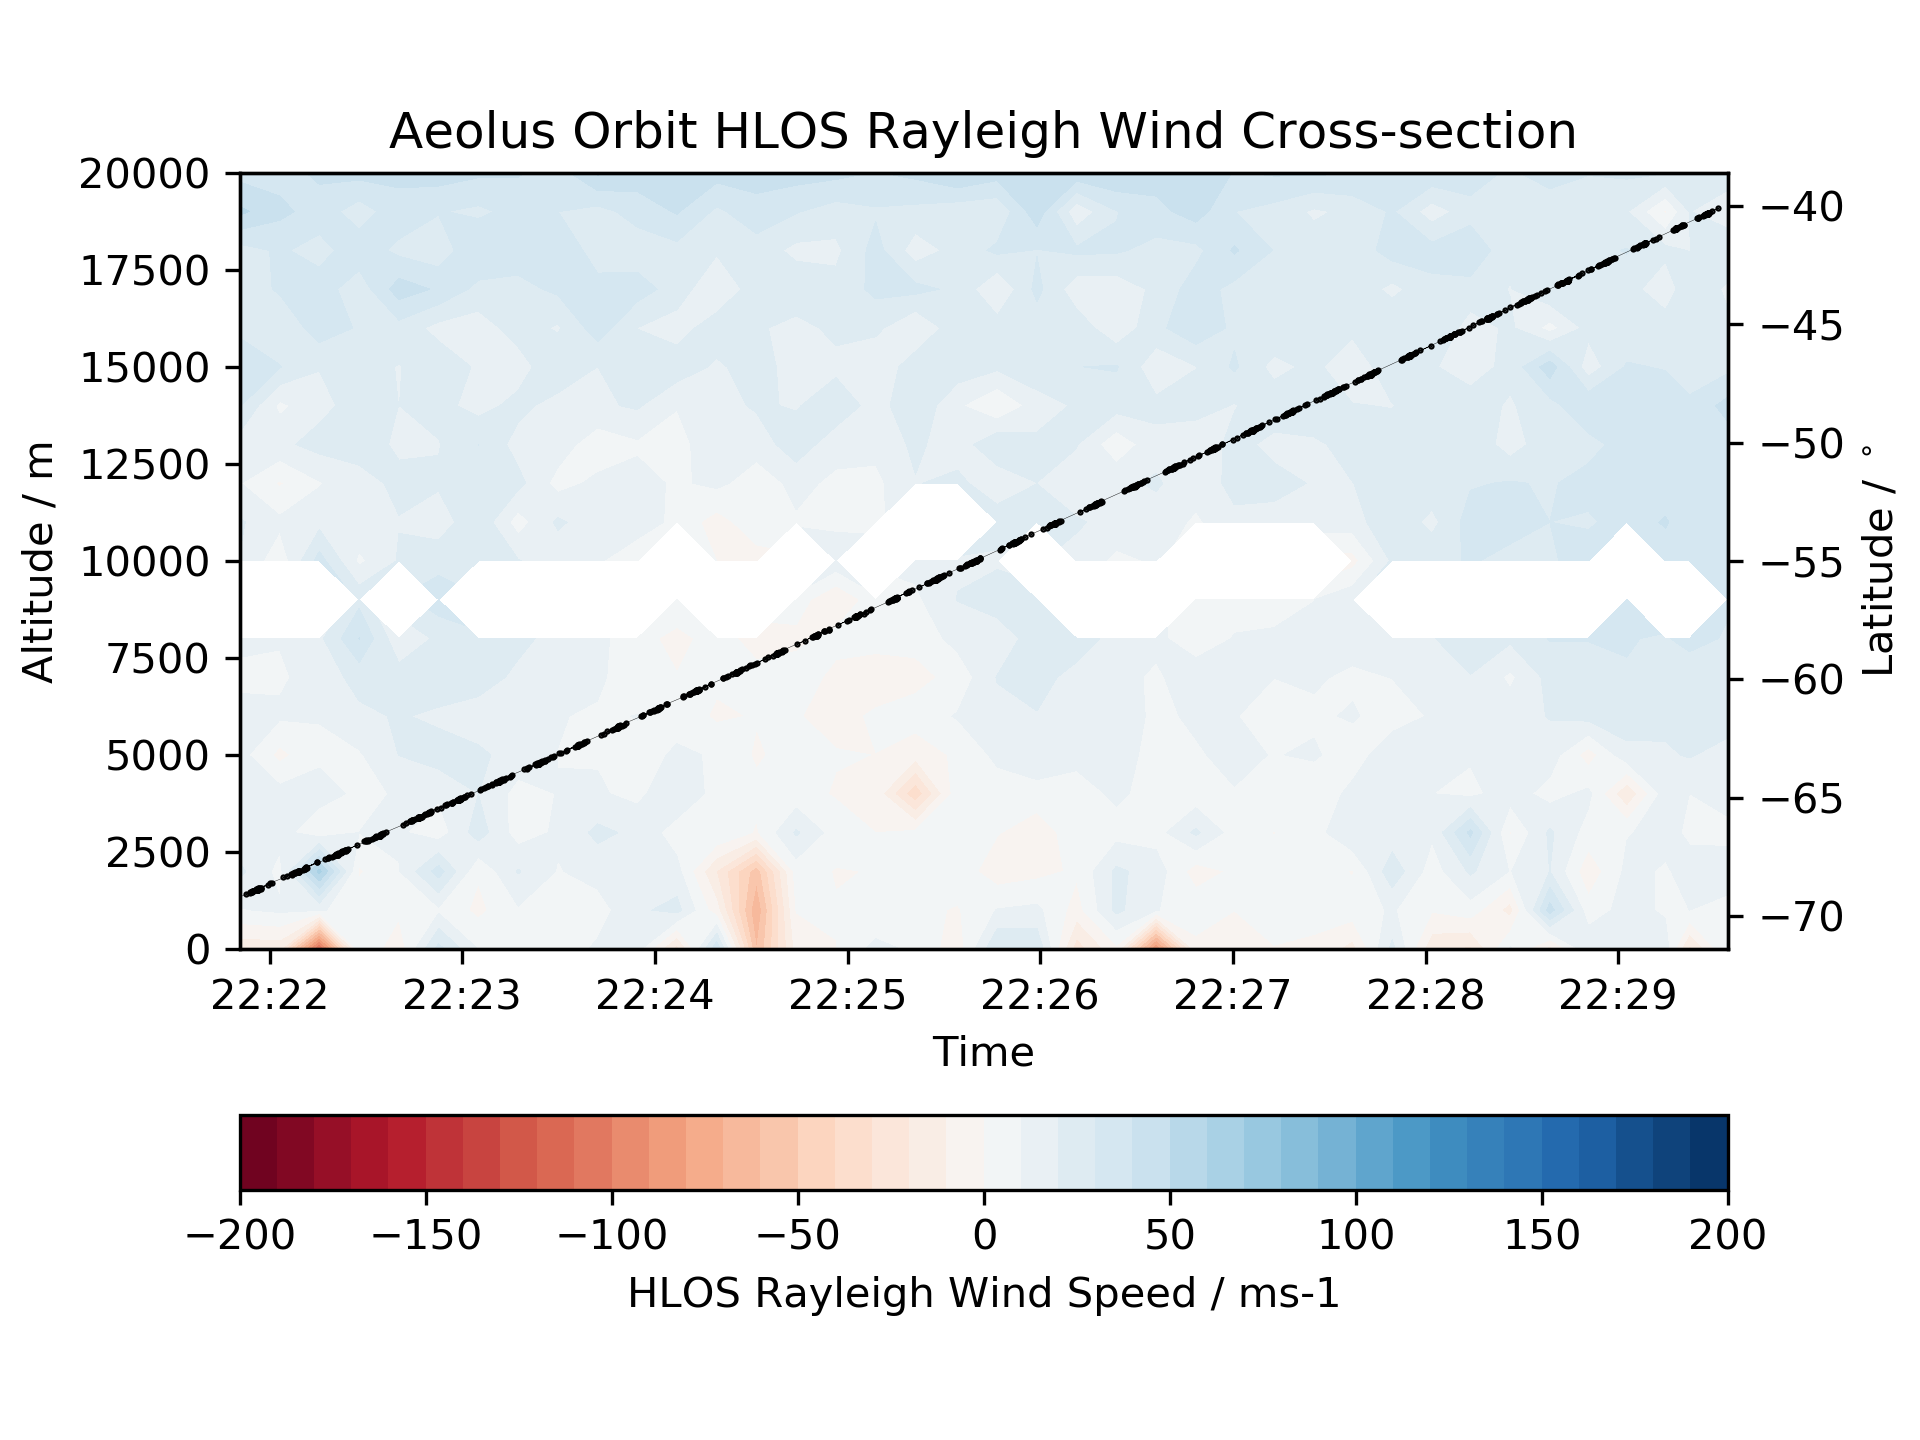 Aeolus Orbit HLOS Rayleigh Wind Cross-section
20000
17500
15000
12500
10000
7500
5000
2500
0
Altitude / m
−40
−45
−50
−55
−60
−65
−70
Latitude / °
22:22 22:23 22:24 22:25 22:26 22:27 22:28 22:29
Time
−200 −150 −100 −50 0 50 100 150 200
HLOS Rayleigh Wind Speed / ms-1